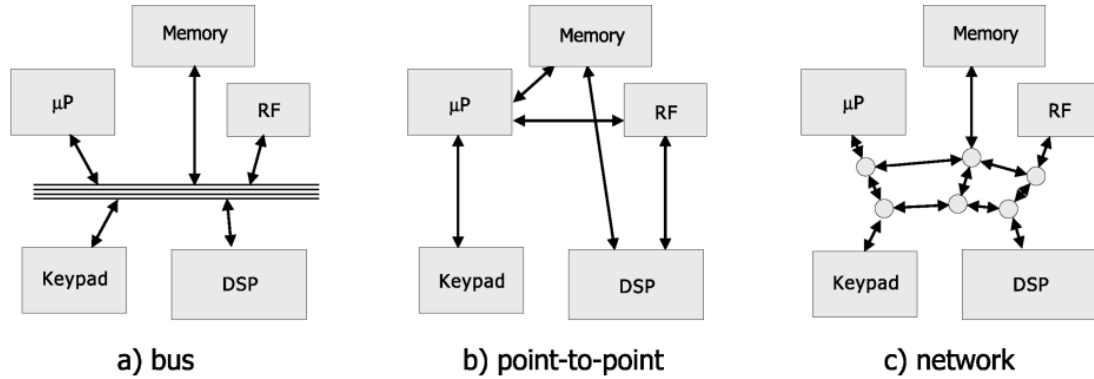 Memory
μP
RF
Keypad
DSP
a) bus
Memory
μP
RF
Keypad
DSP
b) point-to-point
Memory
μP
RF
Keypad
DSP
c) network